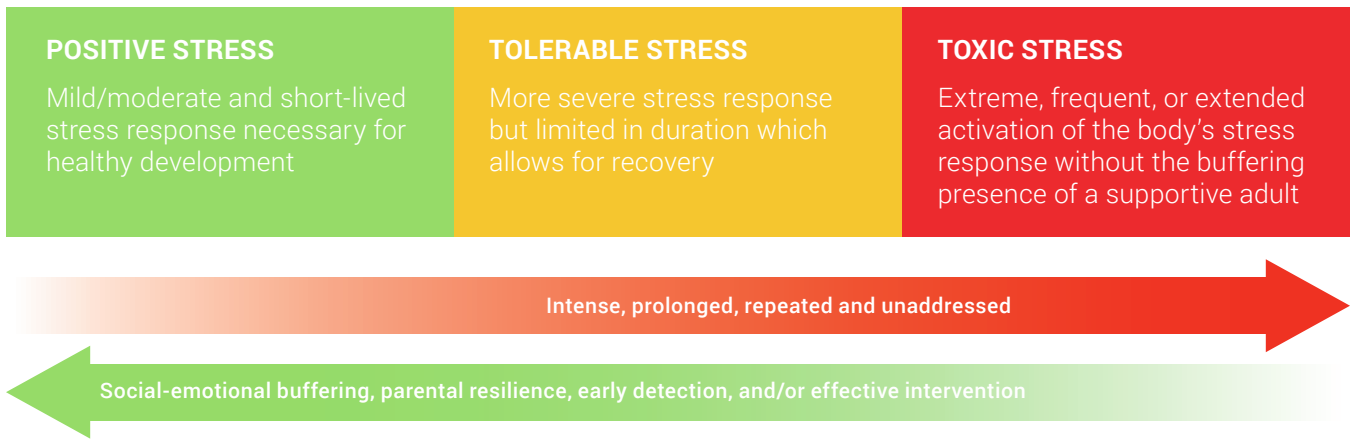 POSITIVE STRESS
Mild/moderate and short-lived
stress response necessary for
healthy development
TOLERABLE STRESS
More severe stress response
but limited in duration which
allows for recovery
TOXIC STRESS
Extreme, frequent, or extended
activation of the body’s stress
response without the buffering
presence of a supportive adult
Intense, prolonged, repeated and unaddressed
Social-emotional buffering, parental resilience, early detection, and/or effective intervention